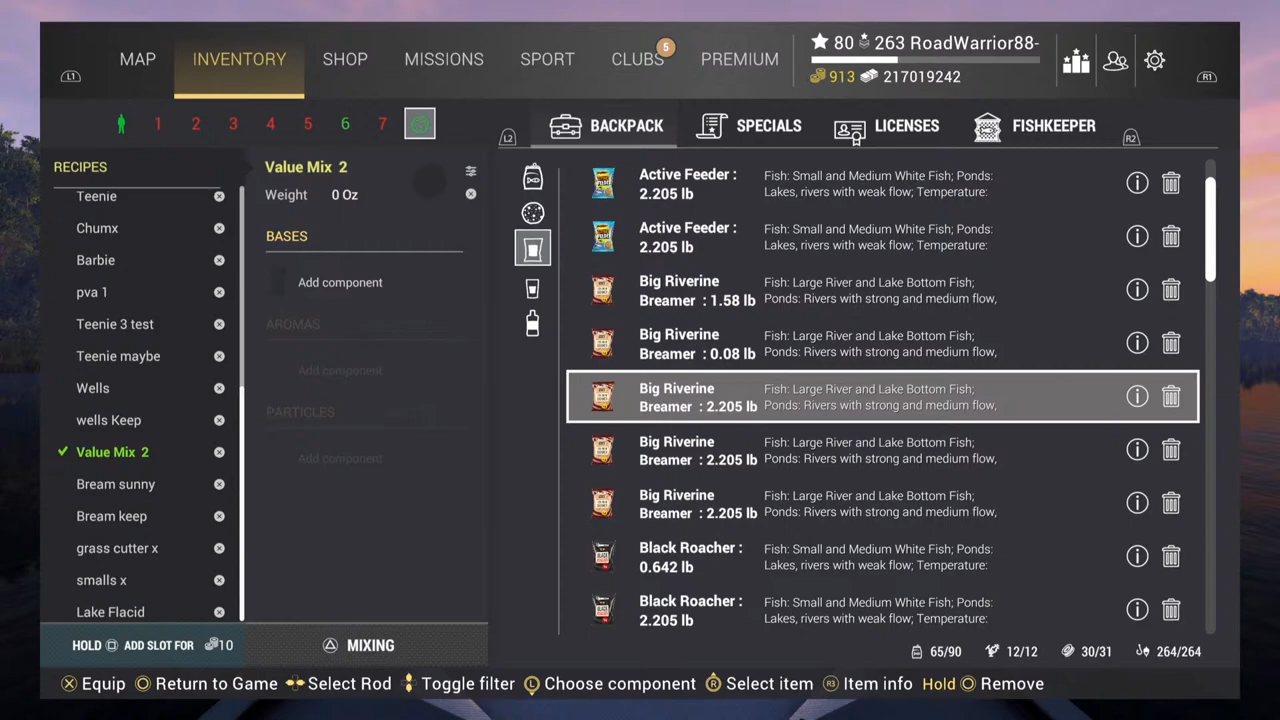 MAP
INVENTORY
SHOP
MISSIONS
SPORT
CLUBS
5
PREMIUM
80 263 RoadWarrior88-
913 217019242
L1
R1
1 2 3 4 5 6 7
L2
BACKPACK
SPECIALS
LICENSES
FISHKEEPER
R2
RECIPES
Teenie
Chumx
Barbie
pva 1
Teenie 3 test
Teenie maybe
Wells
wells Keep
Value Mix 2
Bream sunny
Bream keep
grass cutter x
smalls x
Lake Flacid
HOLD ADD SLOT FOR 10
Value Mix 2
Weight 0 Oz
BASES
Add component
AROMAS
Add component
PARTICLES
Add component
MIXING
Active Feeder :
2.205 lb
Fish: Small and Medium White Fish; Ponds:
Lakes, rivers with weak flow; Temperature:
Active Feeder :
2.205 lb
Fish: Small and Medium White Fish; Ponds:
Lakes, rivers with weak flow; Temperature:
Big Riverine
Breamer : 1.58 lb
Fish: Large River and Lake Bottom Fish;
Ponds: Rivers with strong and medium flow,
Big Riverine
Breamer : 0.08 lb
Fish: Large River and Lake Bottom Fish;
Ponds: Rivers with strong and medium flow,
Big Riverine
Breamer : 2.205 lb
Fish: Large River and Lake Bottom Fish;
Ponds: Rivers with strong and medium flow,
Big Riverine
Breamer : 2.205 lb
Fish: Large River and Lake Bottom Fish;
Ponds: Rivers with strong and medium flow,
Big Riverine
Breamer : 2.205 lb
Fish: Large River and Lake Bottom Fish;
Ponds: Rivers with strong and medium flow,
Black Roacher :
0.642 lb
Fish: Small and Medium White Fish; Ponds:
Lakes, rivers with weak flow; Temperature:
Black Roacher :
2.205 lb
Fish: Small and Medium White Fish; Ponds:
Lakes, rivers with weak flow; Temperature:
65/90 12/12 30/31 264/264
Equip Return to Game Select Rod Toggle filter L Choose component R Select item R3 Item info Hold Remove